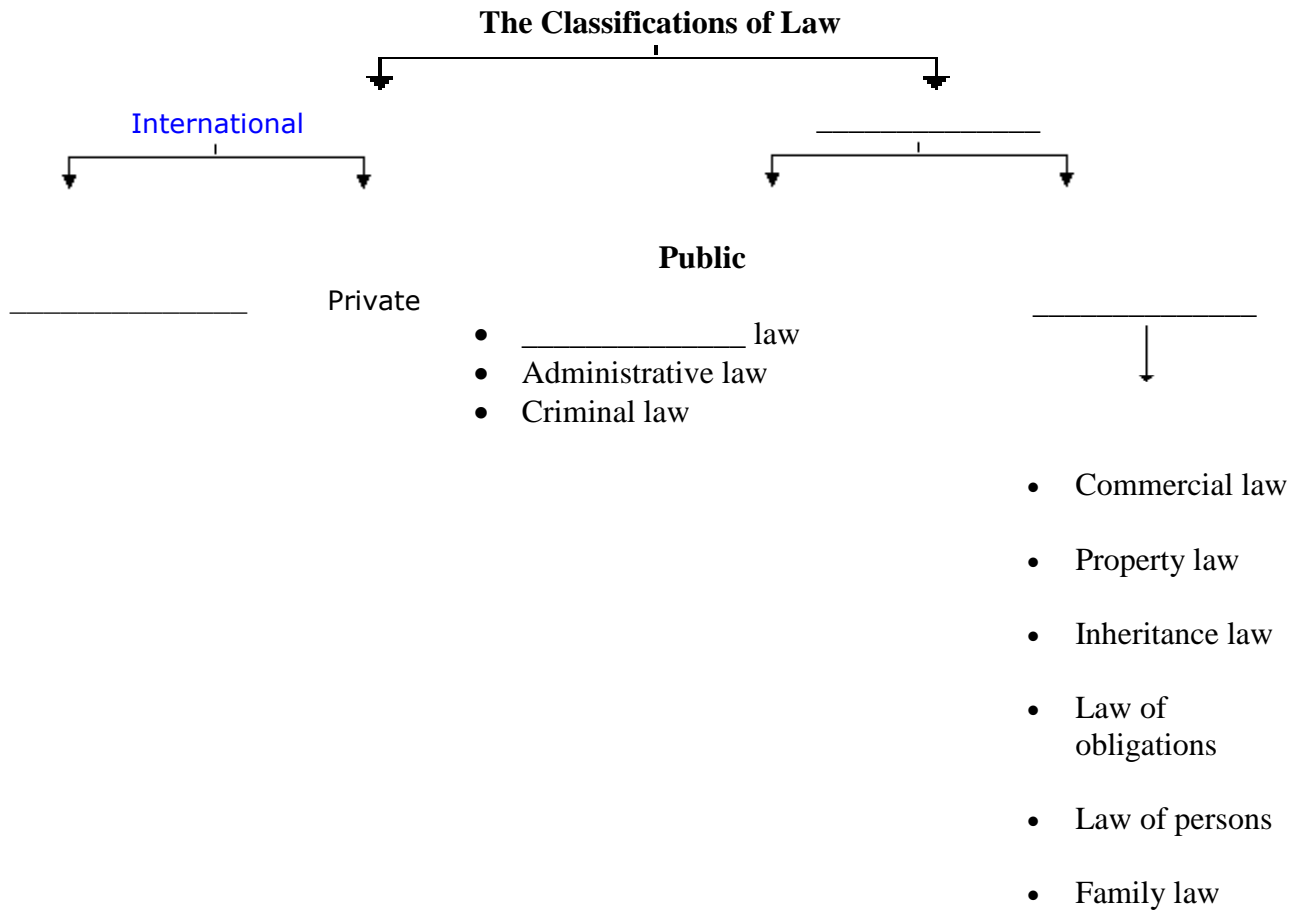 The Classifications of Law
International ______________
Public
_______________ Private ______________
• ______________ law
• Administrative law
• Criminal law
• Commercial law
• Property law
• Inheritance law
• Law of
obligations
• Law of persons
• Family law